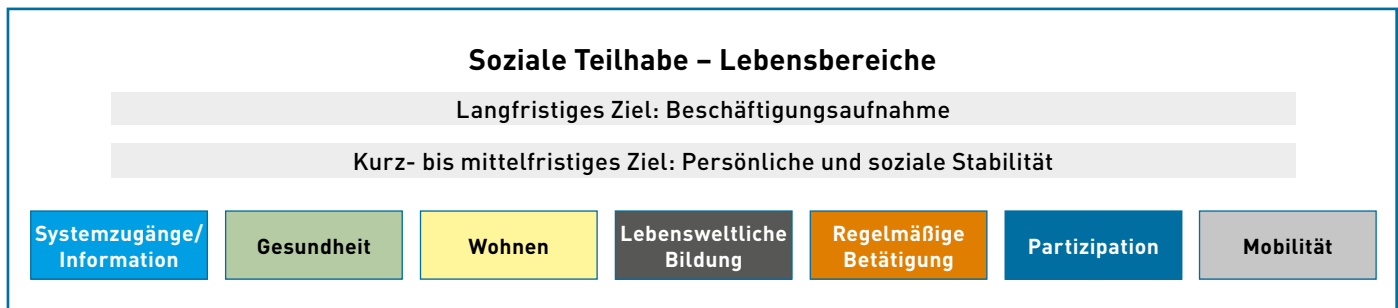 Soziale Teilhabe – Lebensbereiche
Langfristiges Ziel: Beschäftigungsaufnahme
Kurz- bis mittelfristiges Ziel: Persönliche und soziale Stabilität
Systemzugänge/
Information
Gesundheit
Wohnen
Lebensweltliche
Bildung
Regelmäßige
Betätigung
Partizipation
Mobilität